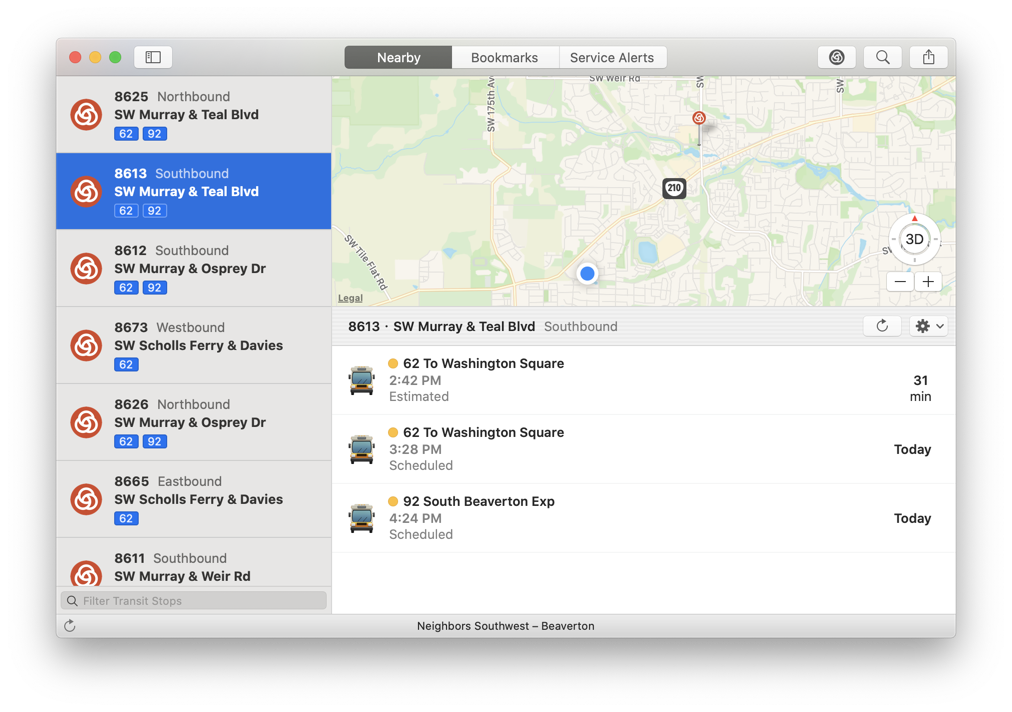 Nearby
Bookmarks
Service Alerts
8625 Northbound
SW Murray & Teal Blvd
62 92
8613 Southbound
SW Murray & Teal Blvd
62 92
8612 Southbound
SW Murray & Osprey Dr
62 92
8673 Westbound
SW Scholls Ferry & Davies
62
8626 Northbound
SW Murray & Osprey Dr
62 92
8665 Eastbound
SW Scholls Ferry & Davies
62
8611 Southbound
SW Murray & Weir Rd
Filter Transit Stops
SW 175th Av
SW Weir Rd
SW
SW
210
SW Tile Flat Rd
3D
Legal
8613 · SW Murray & Teal Blvd Southbound
62 To Washington Square
2:42 PM
Estimated
31
min
62 To Washington Square
3:28 PM
Scheduled
Today
92 South Beaverton Exp
4:24 PM
Scheduled
Today
Neighbors Southwest – Beaverton